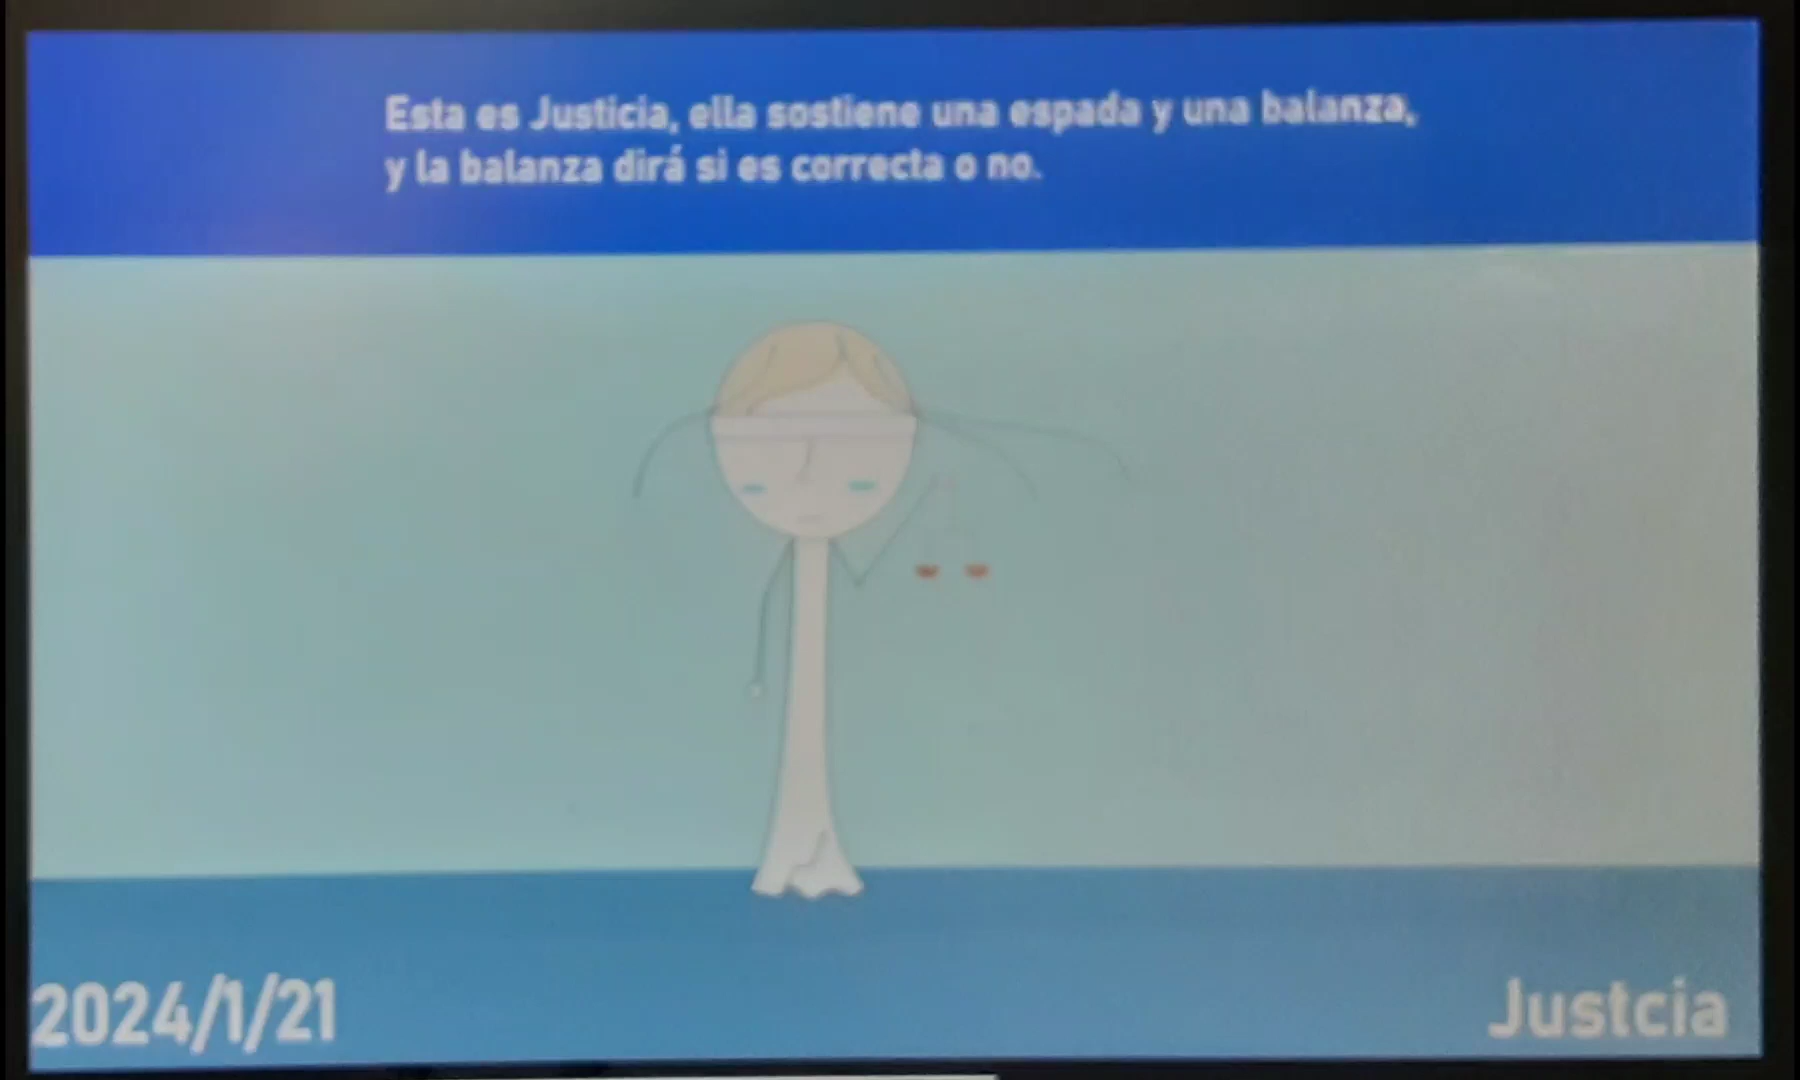 Esta es Justicia, ella sostiene una espada y una balanza,
y la balanza dirá si es correcta o no.
2024/1/21
Justcia